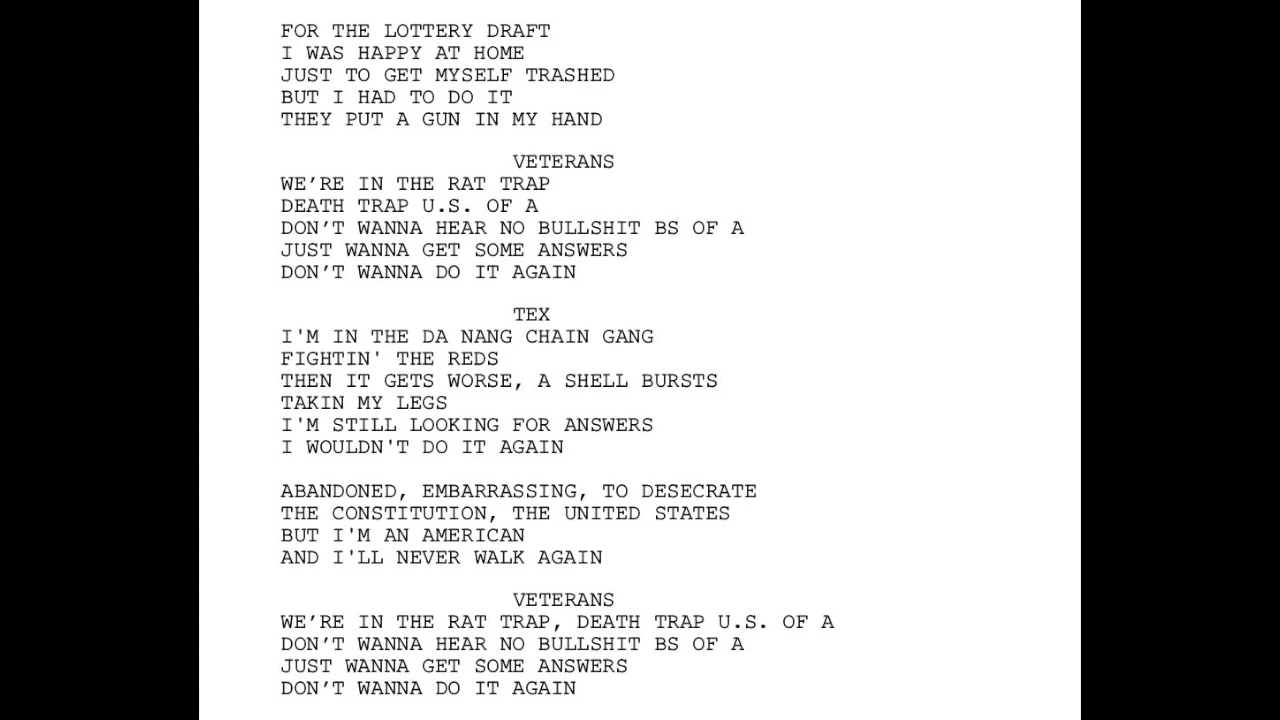 FOR THE LOTTERY DRAFT
I WAS HAPPY AT HOME
JUST TO GET MYSELF TRASHED
BUT I HAD TO DO IT
THEY PUT A GUN IN MY HAND
VETERANS
WE’RE IN THE RAT TRAP
DEATH TRAP U.S. OF A
DON’T WANNA HEAR NO BULLSHIT BS OF A
JUST WANNA GET SOME ANSWERS
DON’T WANNA DO IT AGAIN
TEX
I'M IN THE DA NANG CHAIN GANG
FIGHTIN' THE REDS
THEN IT GETS WORSE, A SHELL BURSTS
TAKIN MY LEGS
I'M STILL LOOKING FOR ANSWERS
I WOULDN'T DO IT AGAIN
ABANDONED, EMBARRASSING, TO DESECRATE
THE CONSTITUTION, THE UNITED STATES
BUT I'M AN AMERICAN
AND I'LL NEVER WALK AGAIN
VETERANS
WE’RE IN THE RAT TRAP, DEATH TRAP U.S. OF A
DON’T WANNA HEAR NO BULLSHIT BS OF A
JUST WANNA GET SOME ANSWERS
DON’T WANNA DO IT AGAIN